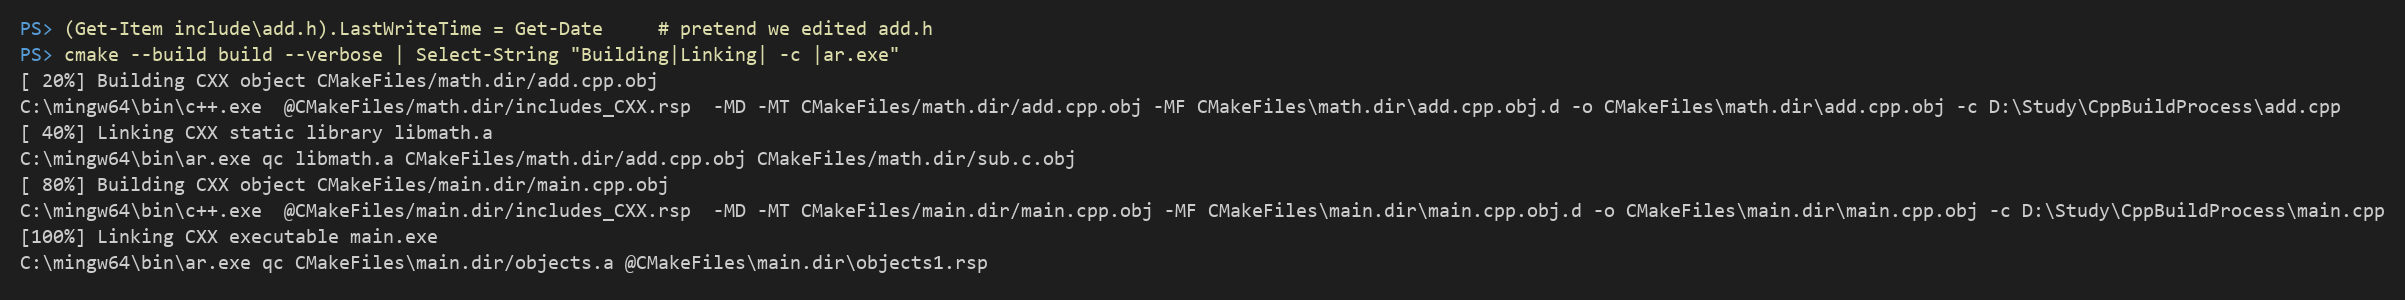 PS> (Get-Item include\add.h).LastWriteTime = Get-Date     # pretend we edited add.h
PS> cmake --build build --verbose | Select-String "Building|Linking| -c |ar.exe"
[ 20%] Building CXX object CMakeFiles/math.dir/add.cpp.obj
C:\mingw64\bin\c++.exe  @CMakeFiles/math.dir/includes_CXX.rsp  -MD -MT CMakeFiles/math.dir/add.cpp.obj -MF CMakeFiles\math.dir\add.cpp.obj.d -o CMakeFiles\math.dir\add.cpp.obj -c D:\Study\CppBuildProcess\add.cpp
[ 40%] Linking CXX static library libmath.a
C:\mingw64\bin\ar.exe qc libmath.a CMakeFiles/math.dir/add.cpp.obj CMakeFiles/math.dir/sub.c.obj
[ 80%] Building CXX object CMakeFiles/main.dir/main.cpp.obj
C:\mingw64\bin\c++.exe  @CMakeFiles/main.dir/includes_CXX.rsp  -MD -MT CMakeFiles/main.dir/main.cpp.obj -MF CMakeFiles\main.dir\main.cpp.obj.d -o CMakeFiles\main.dir\main.cpp.obj -c D:\Study\CppBuildProcess\main.cpp
[100%] Linking CXX executable main.exe
C:\mingw64\bin\ar.exe qc CMakeFiles\main.dir/objects.a @CMakeFiles\main.dir\objects1.rsp